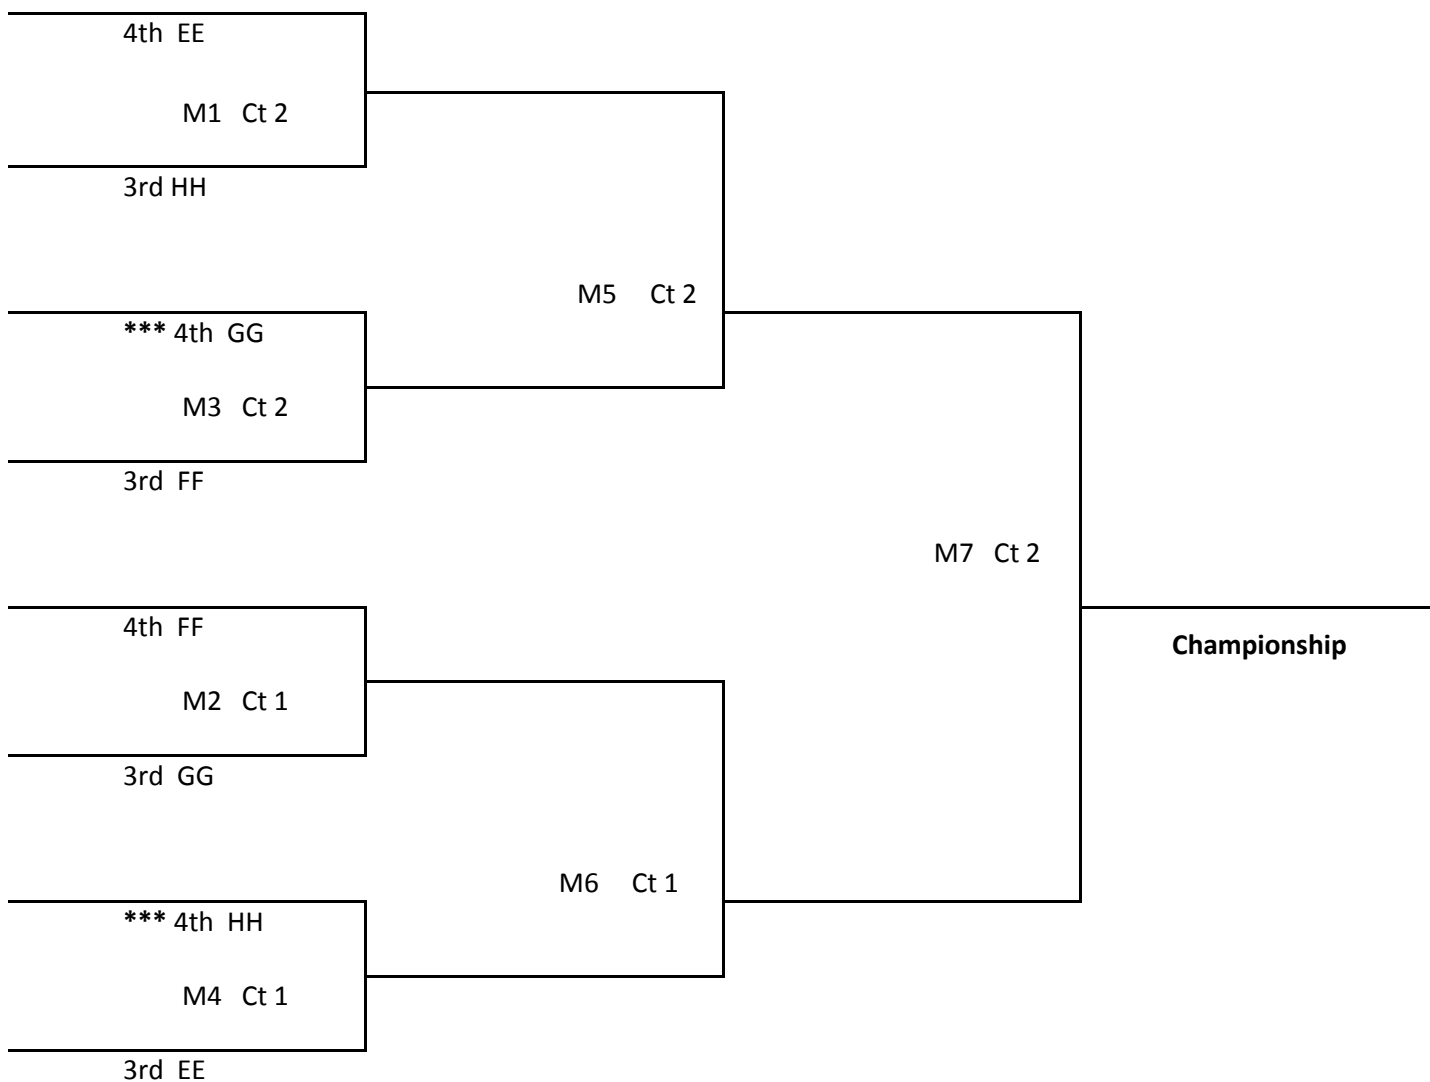 4th EE
M1 Ct 2
3rd HH
M5 Ct 2
*** 4th GG
M3 Ct 2
3rd FF
M7 Ct 2
4th FF
Championship
M2 Ct 1
3rd GG
M6 Ct 1
*** 4th HH
M4 Ct 1
3rd EE